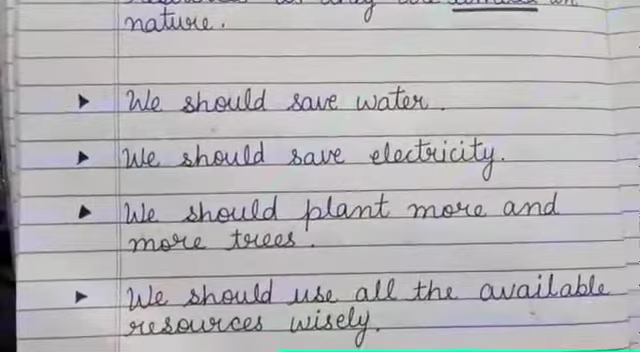 nature.
▸ We should save water.
▸ We should save electricity.
▸ We should plant more and
more trees.
▸ We should use all the available
resources wisely.